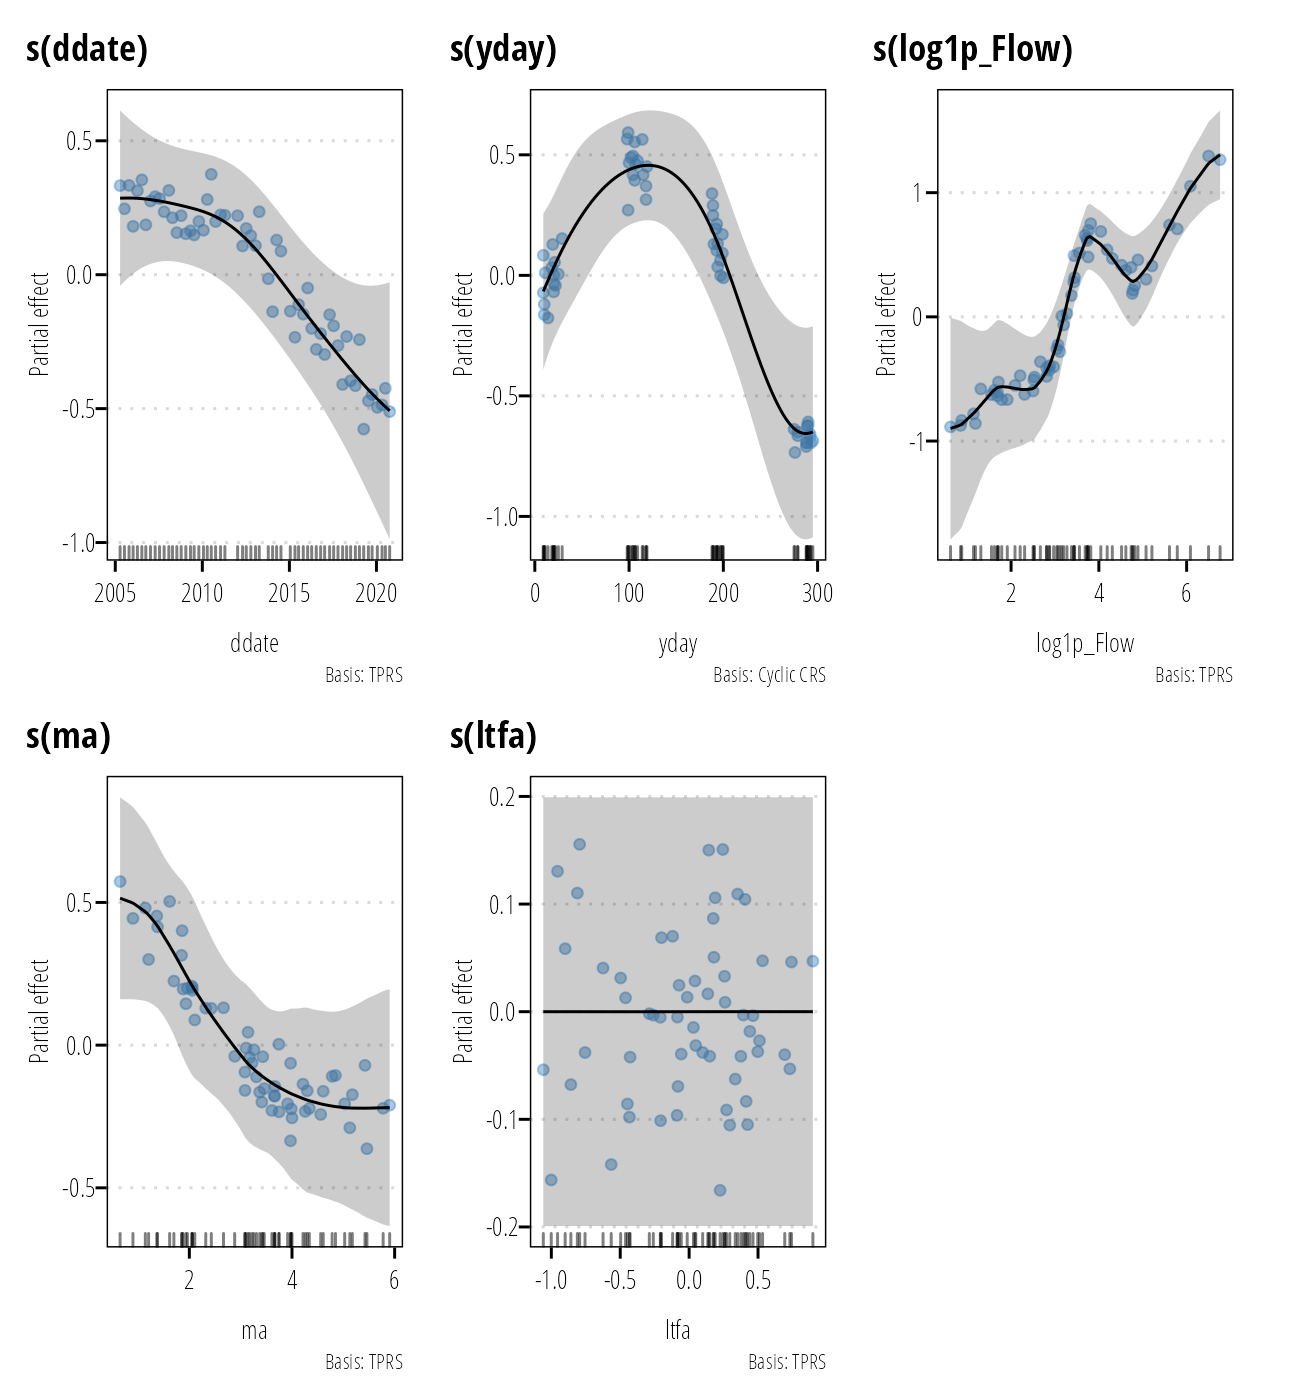 s(ddate)
s(yday)
s(log1p_Flow)
Partial effect
0.5
0.0
-0.5
-1.0
2005 2010 2015 2020
ddate
Basis: TPRS
Partial effect
0.5
0.0
-0.5
-1.0
0 100 200 300
yday
Basis: Cyclic CRS
Partial effect
1
0
-1
2 4 6
log1p_Flow
Basis: TPRS
s(ma)
s(ltfa)
Partial effect
0.5
0.0
-0.5
2 4 6
ma
Basis: TPRS
Partial effect
0.2
0.1
0.0
-0.1
-0.2
-1.0 -0.5 0.0 0.5
ltfa
Basis: TPRS